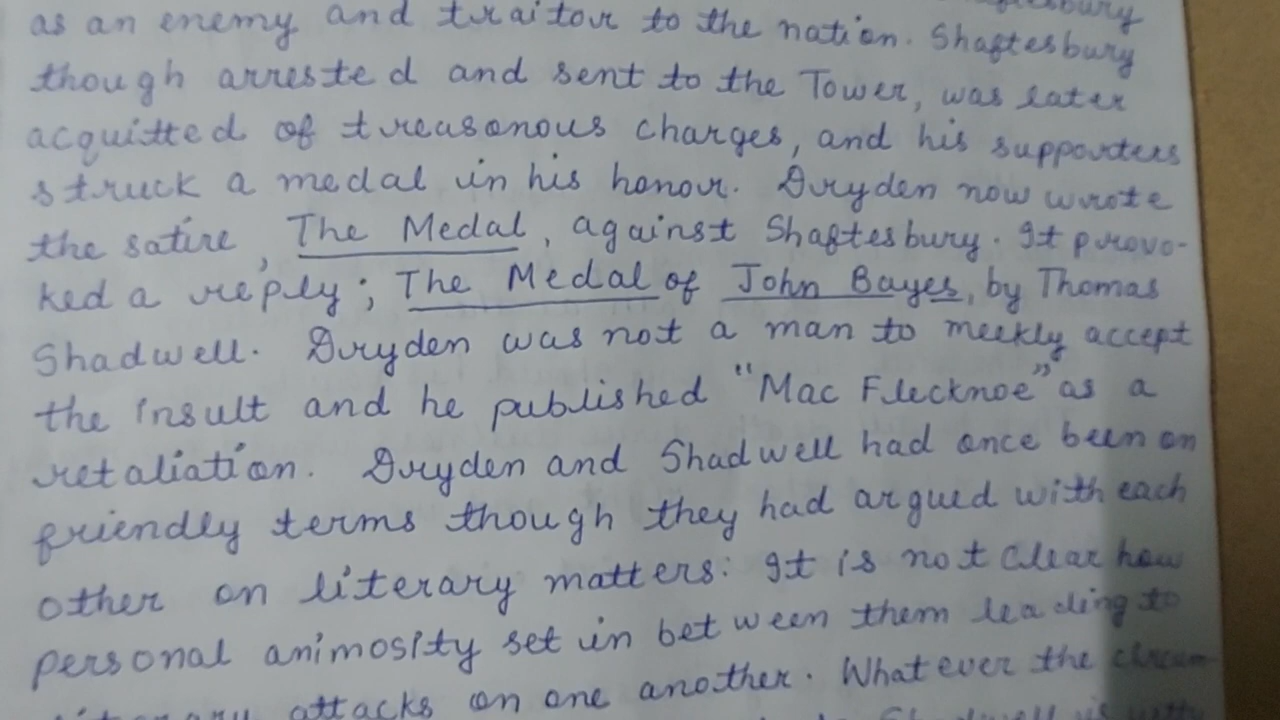 as an enemy and traitor to the nation. Shaftesbury
though arrested and sent to the Tower, was later
acquitted of treasonous charges, and his supporters
struck a medal in his honour. Dryden now wrote
the satire, The Medal, against Shaftesbury. It provo-
ked a reply; The Medal of John Bayes, by Thomas
Shadwell. Dryden was not a man to meekly accept
the insult and he published "Mac Flecknoe" as a
retaliation. Dryden and Shadwell had once been on
friendly terms though they had argued with each
other on literary matters. It is not clear how
personal animosity set in between them leading to
attacks on one another. Whatever the circum-